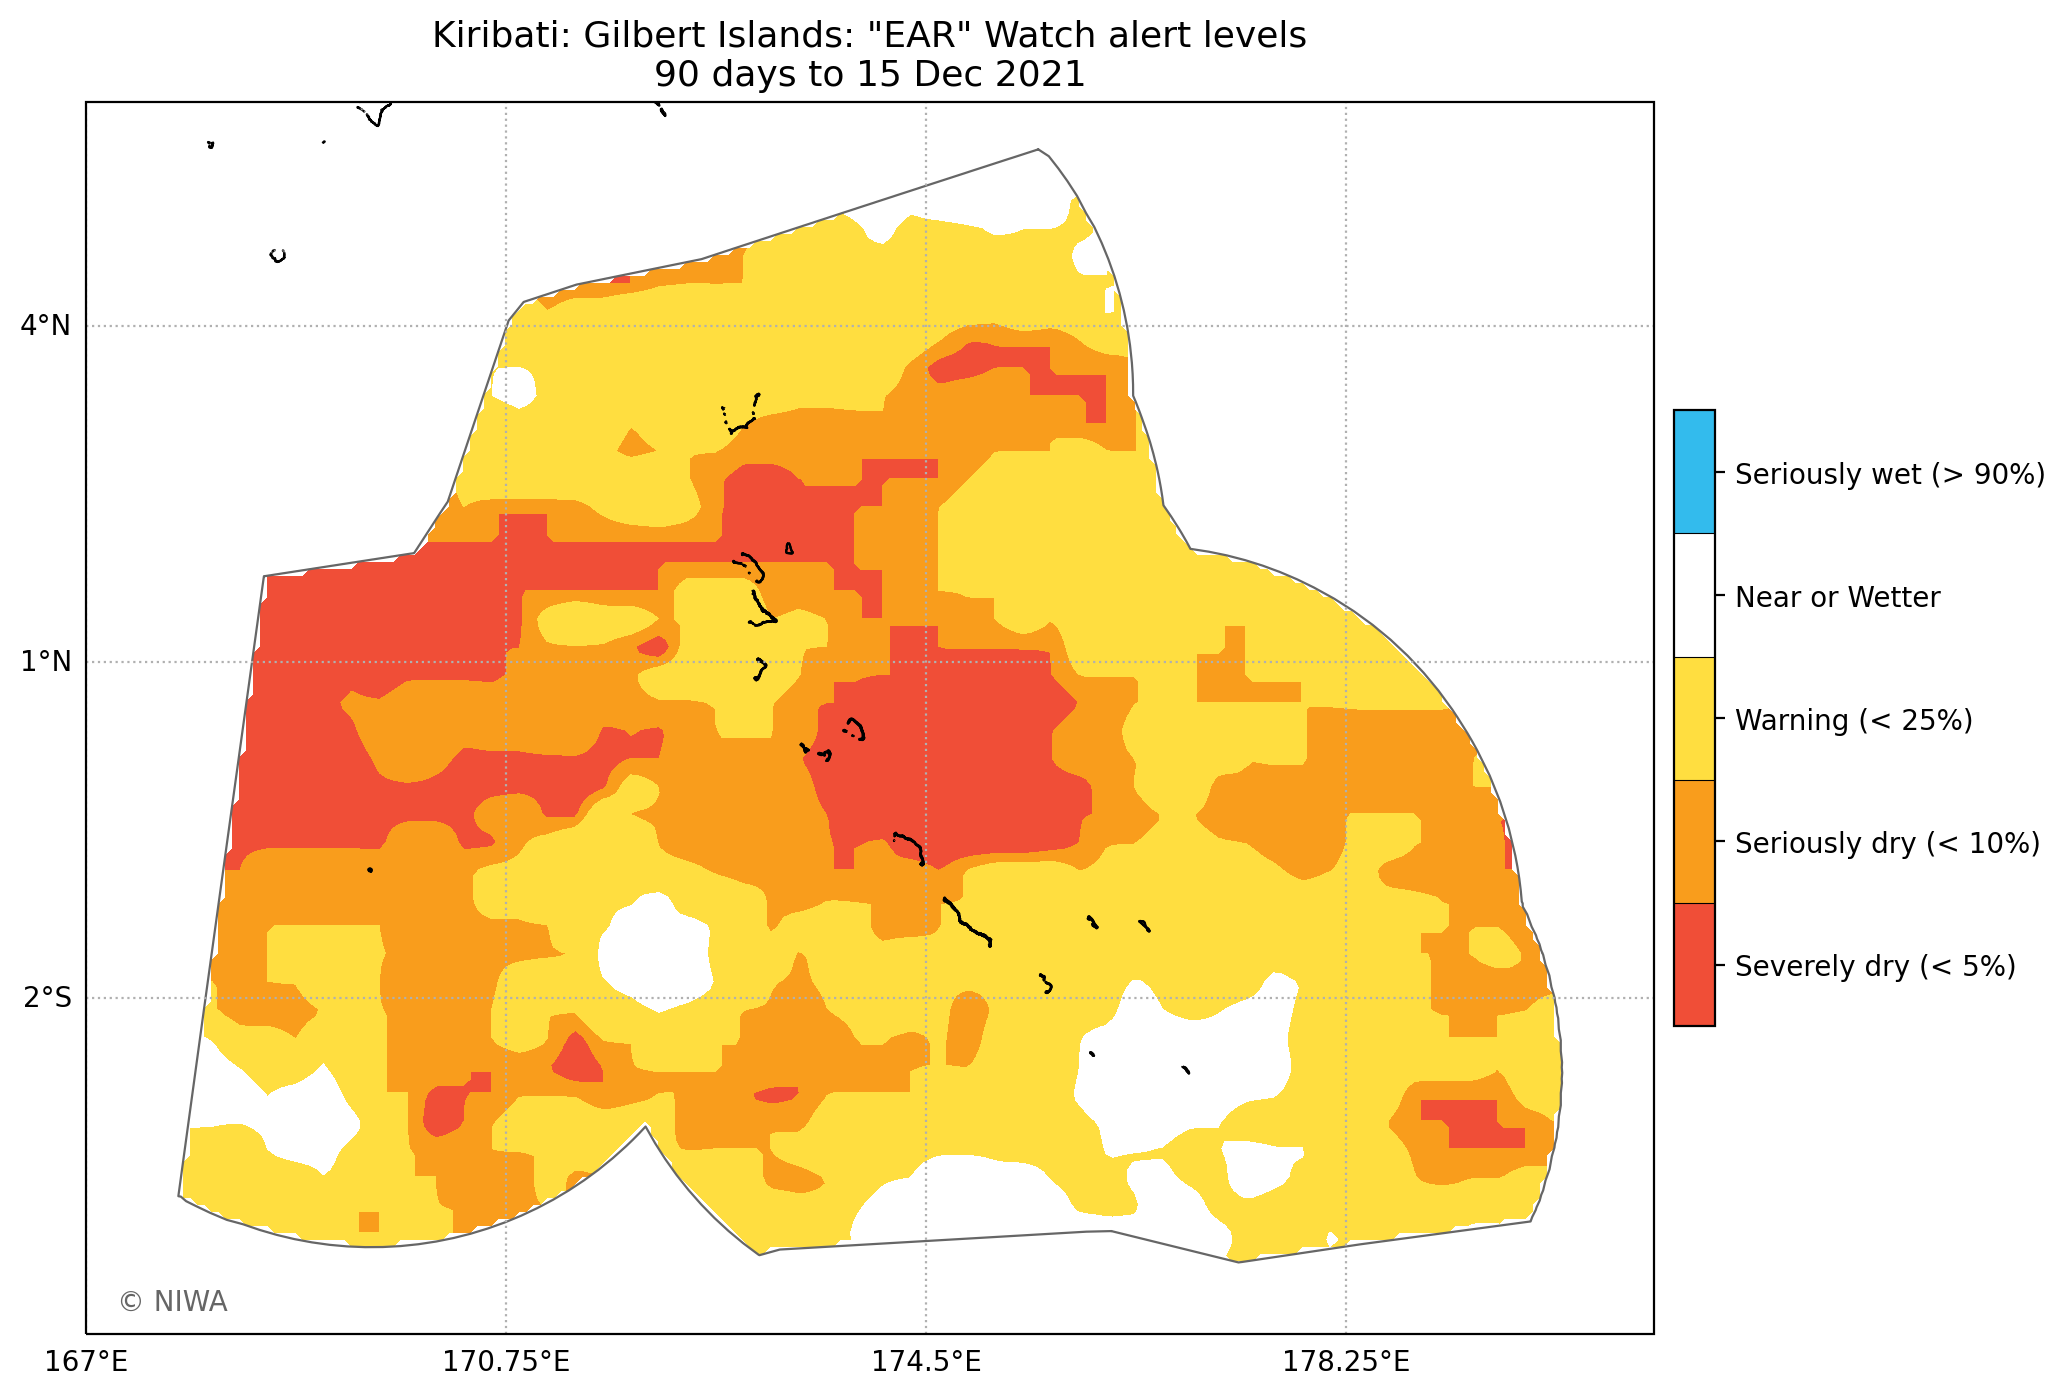 Kiribati: Gilbert Islands: "EAR" Watch alert levels
90 days to 15 Dec 2021
4°N
1°N
2°S
167°E
170.75°E
174.5°E
178.25°E
© NIWA
Seriously wet (> 90%)
Near or Wetter
Warning (< 25%)
Seriously dry (< 10%)
Severely dry (< 5%)